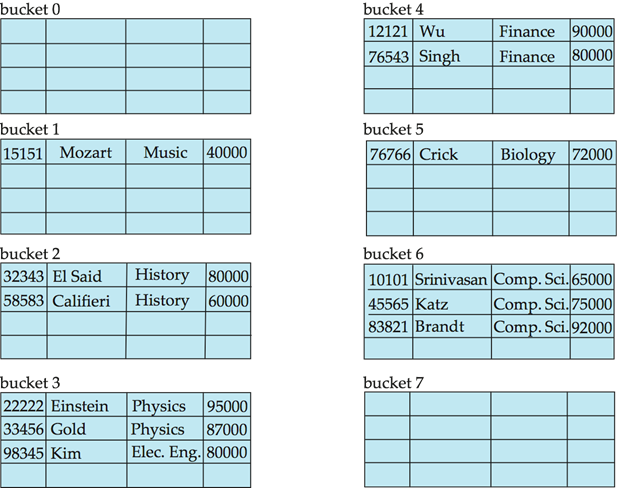 bucket 0
bucket 1
15151 Mozart Music 40000
bucket 2
32343 El Said History 80000
58583 Califieri History 60000
bucket 3
22222 Einstein Physics 95000
33456 Gold Physics 87000
98345 Kim Elec. Eng. 80000
bucket 4
12121 Wu Finance 90000
76543 Singh Finance 80000
bucket 5
76766 Crick Biology 72000
bucket 6
10101 Srinivasan Comp. Sci. 65000
45565 Katz Comp. Sci. 75000
83821 Brandt Comp. Sci. 92000
bucket 7